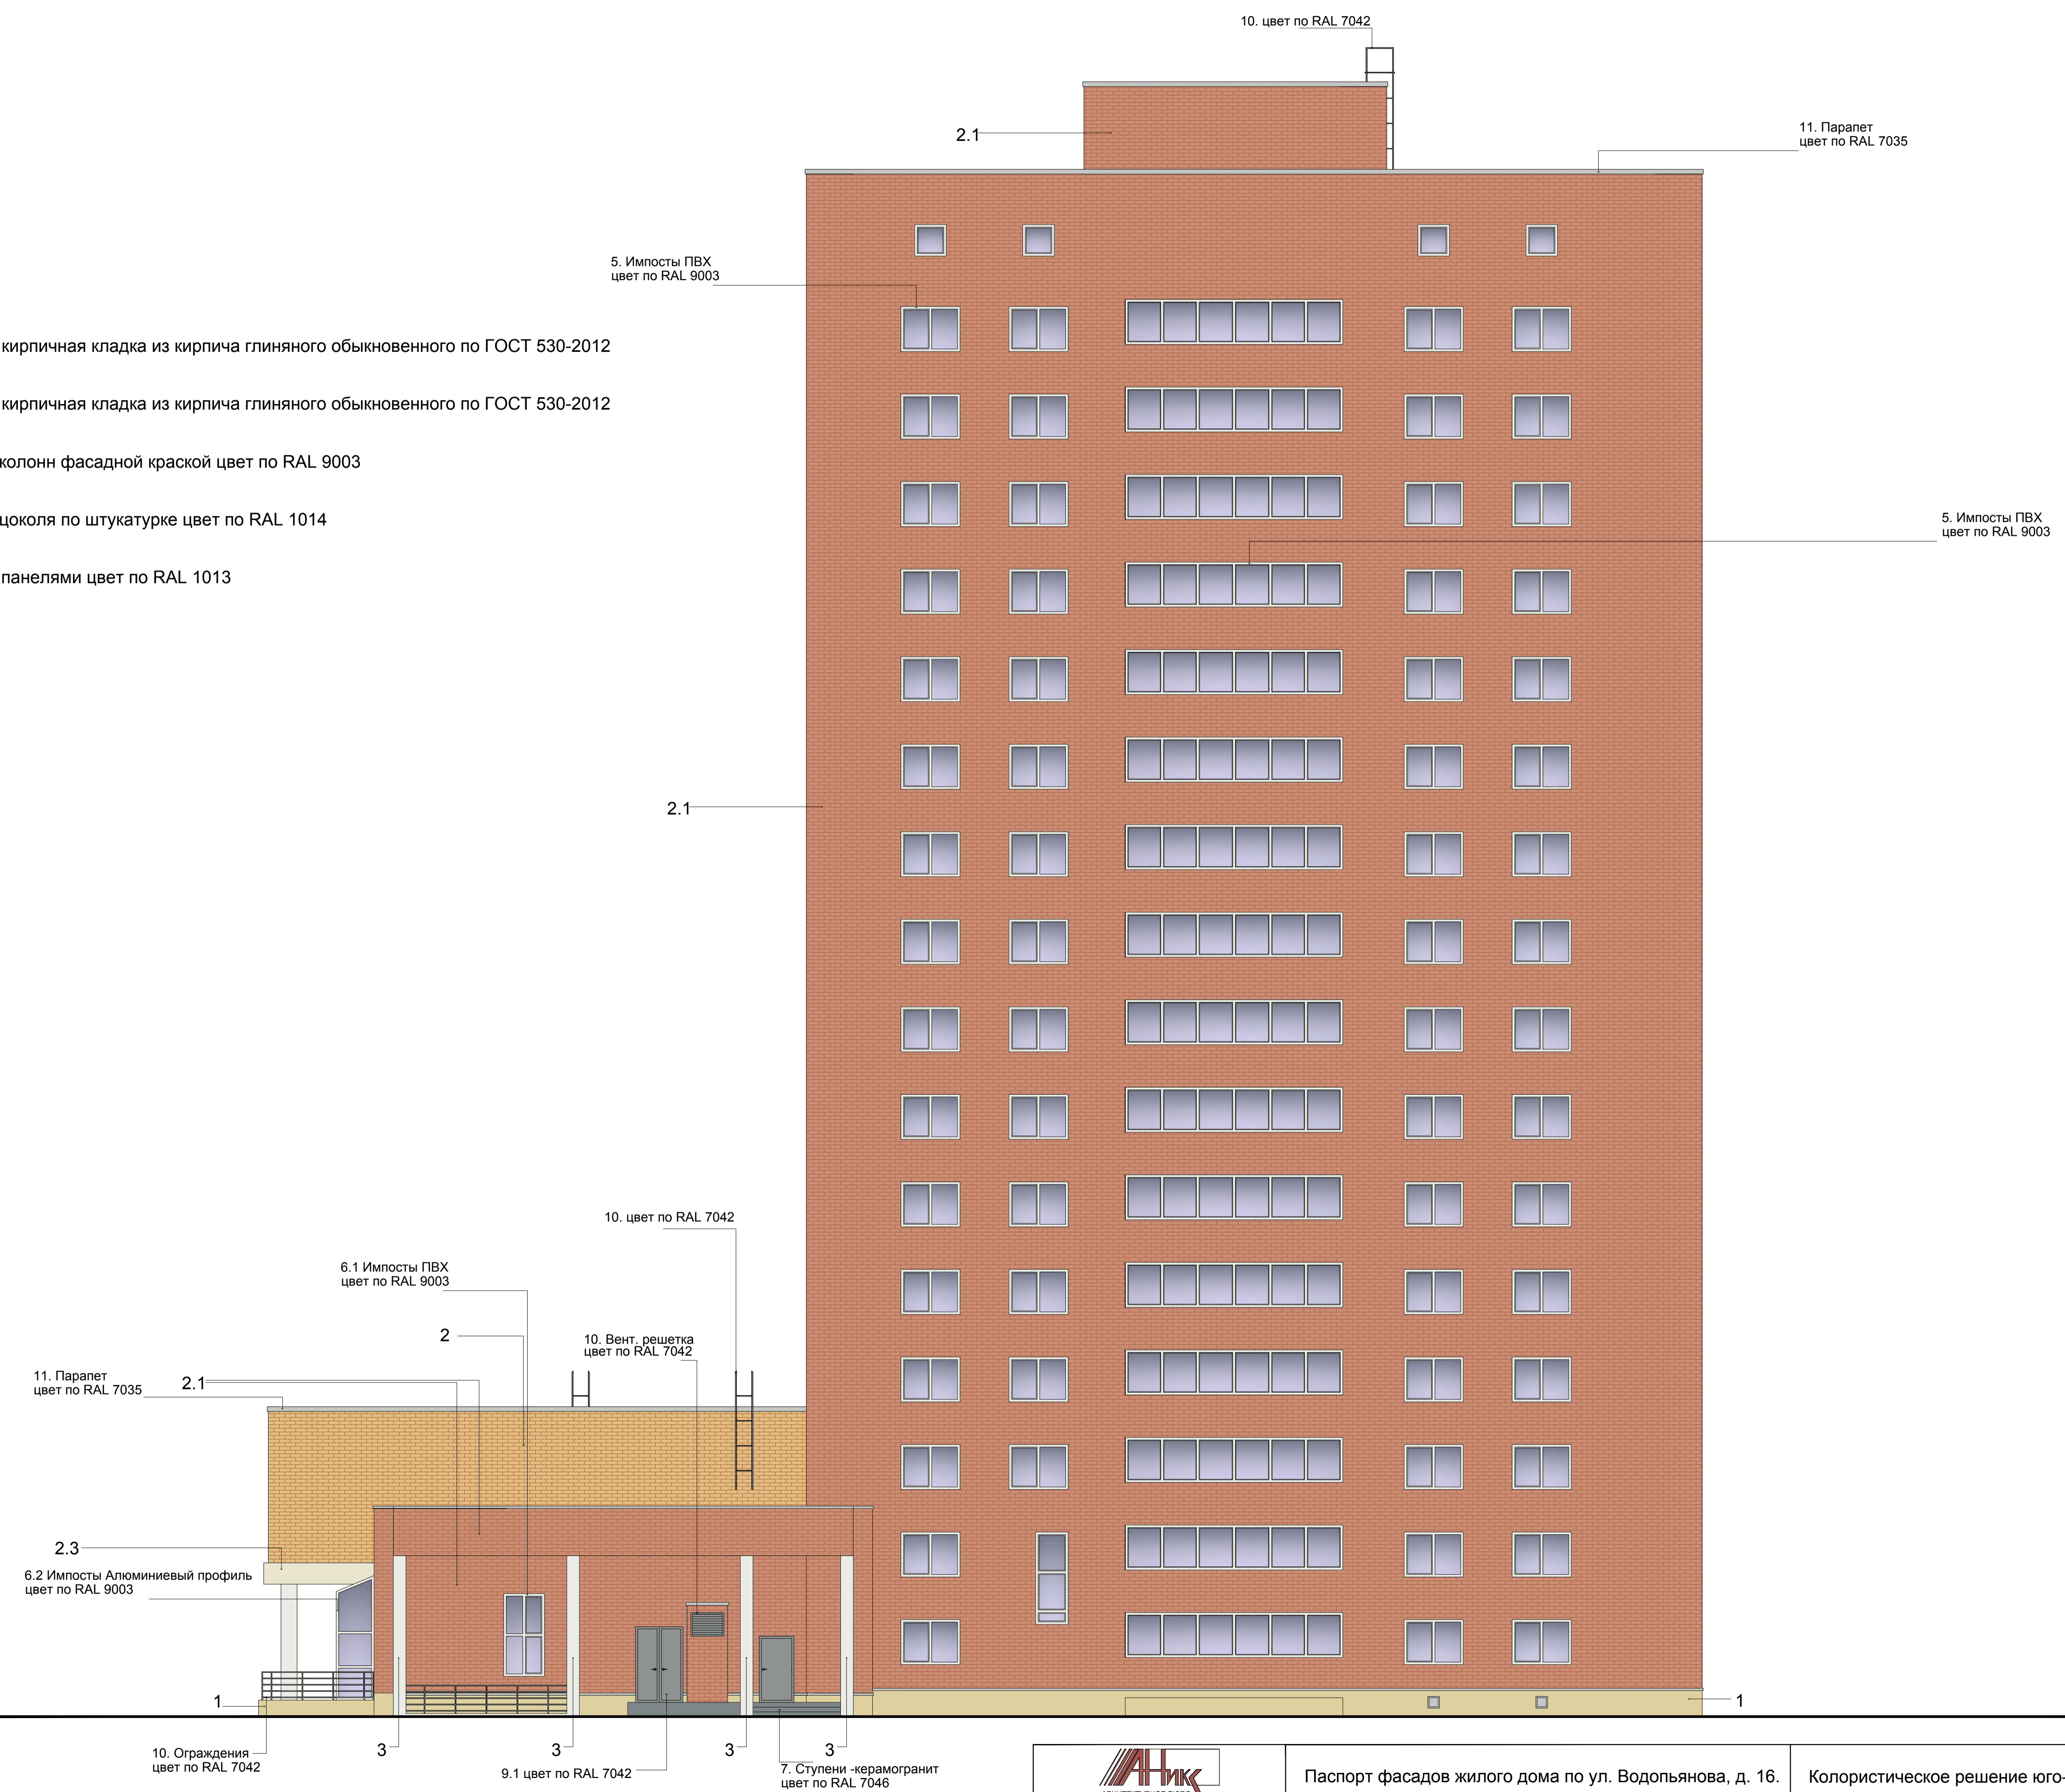 10. цвет по RAL 7042
2.1
11. Парапет
цвет по RAL 7035
5. Импосты ПВХ
цвет по RAL 9003
кирпичная кладка из кирпича глиняного обыкновенного по ГОСТ 530-2012
кирпичная кладка из кирпича глиняного обыкновенного по ГОСТ 530-2012
колонн фасадной краской цвет по RAL 9003
цоколя по штукатурке цвет по RAL 1014
панелями цвет по RAL 1013
5. Импосты ПВХ
цвет по RAL 9003
2.1
10. цвет по RAL 7042
6.1 Импосты ПВХ
цвет по RAL 9003
2
10. Вент. решетка
цвет по RAL 7042
11. Парапет
цвет по RAL 7035
2.1
2.3
6.2 Импосты Алюминиевый профиль
цвет по RAL 9003
1
1
10. Ограждения
цвет по RAL 7042
3
3
3
3
9.1 цвет по RAL 7042
7. Ступени -керамогранит
цвет по RAL 7046
АНикс
Паспорт фасадов жилого дома по ул. Водопьянова, д. 16.
Колористическое решение юго